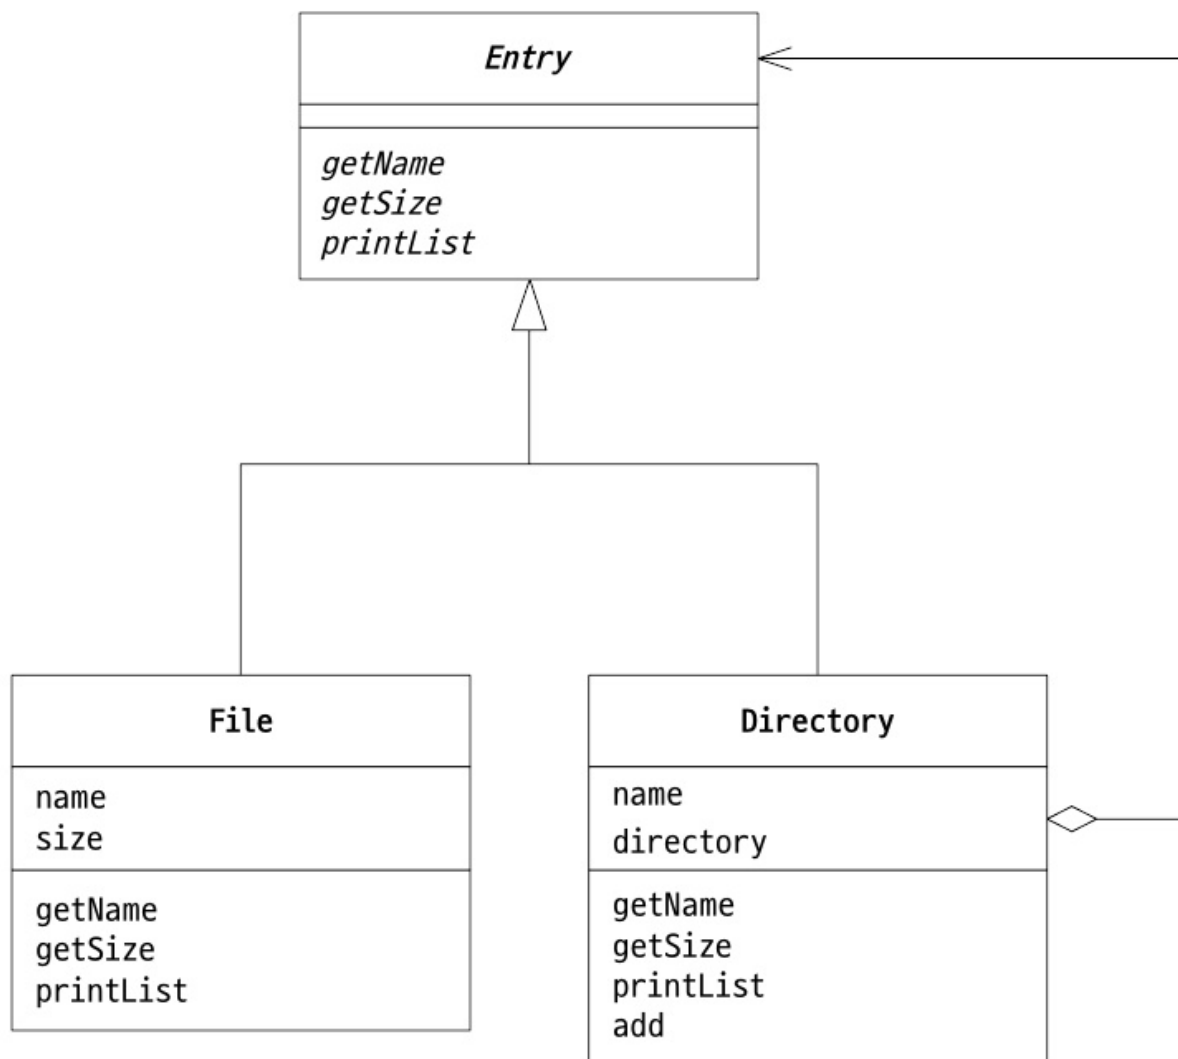 Entry
getName
getSize
printList
File
name
size
getName
getSize
printList
Directory
name
directory
getName
getSize
printList
add